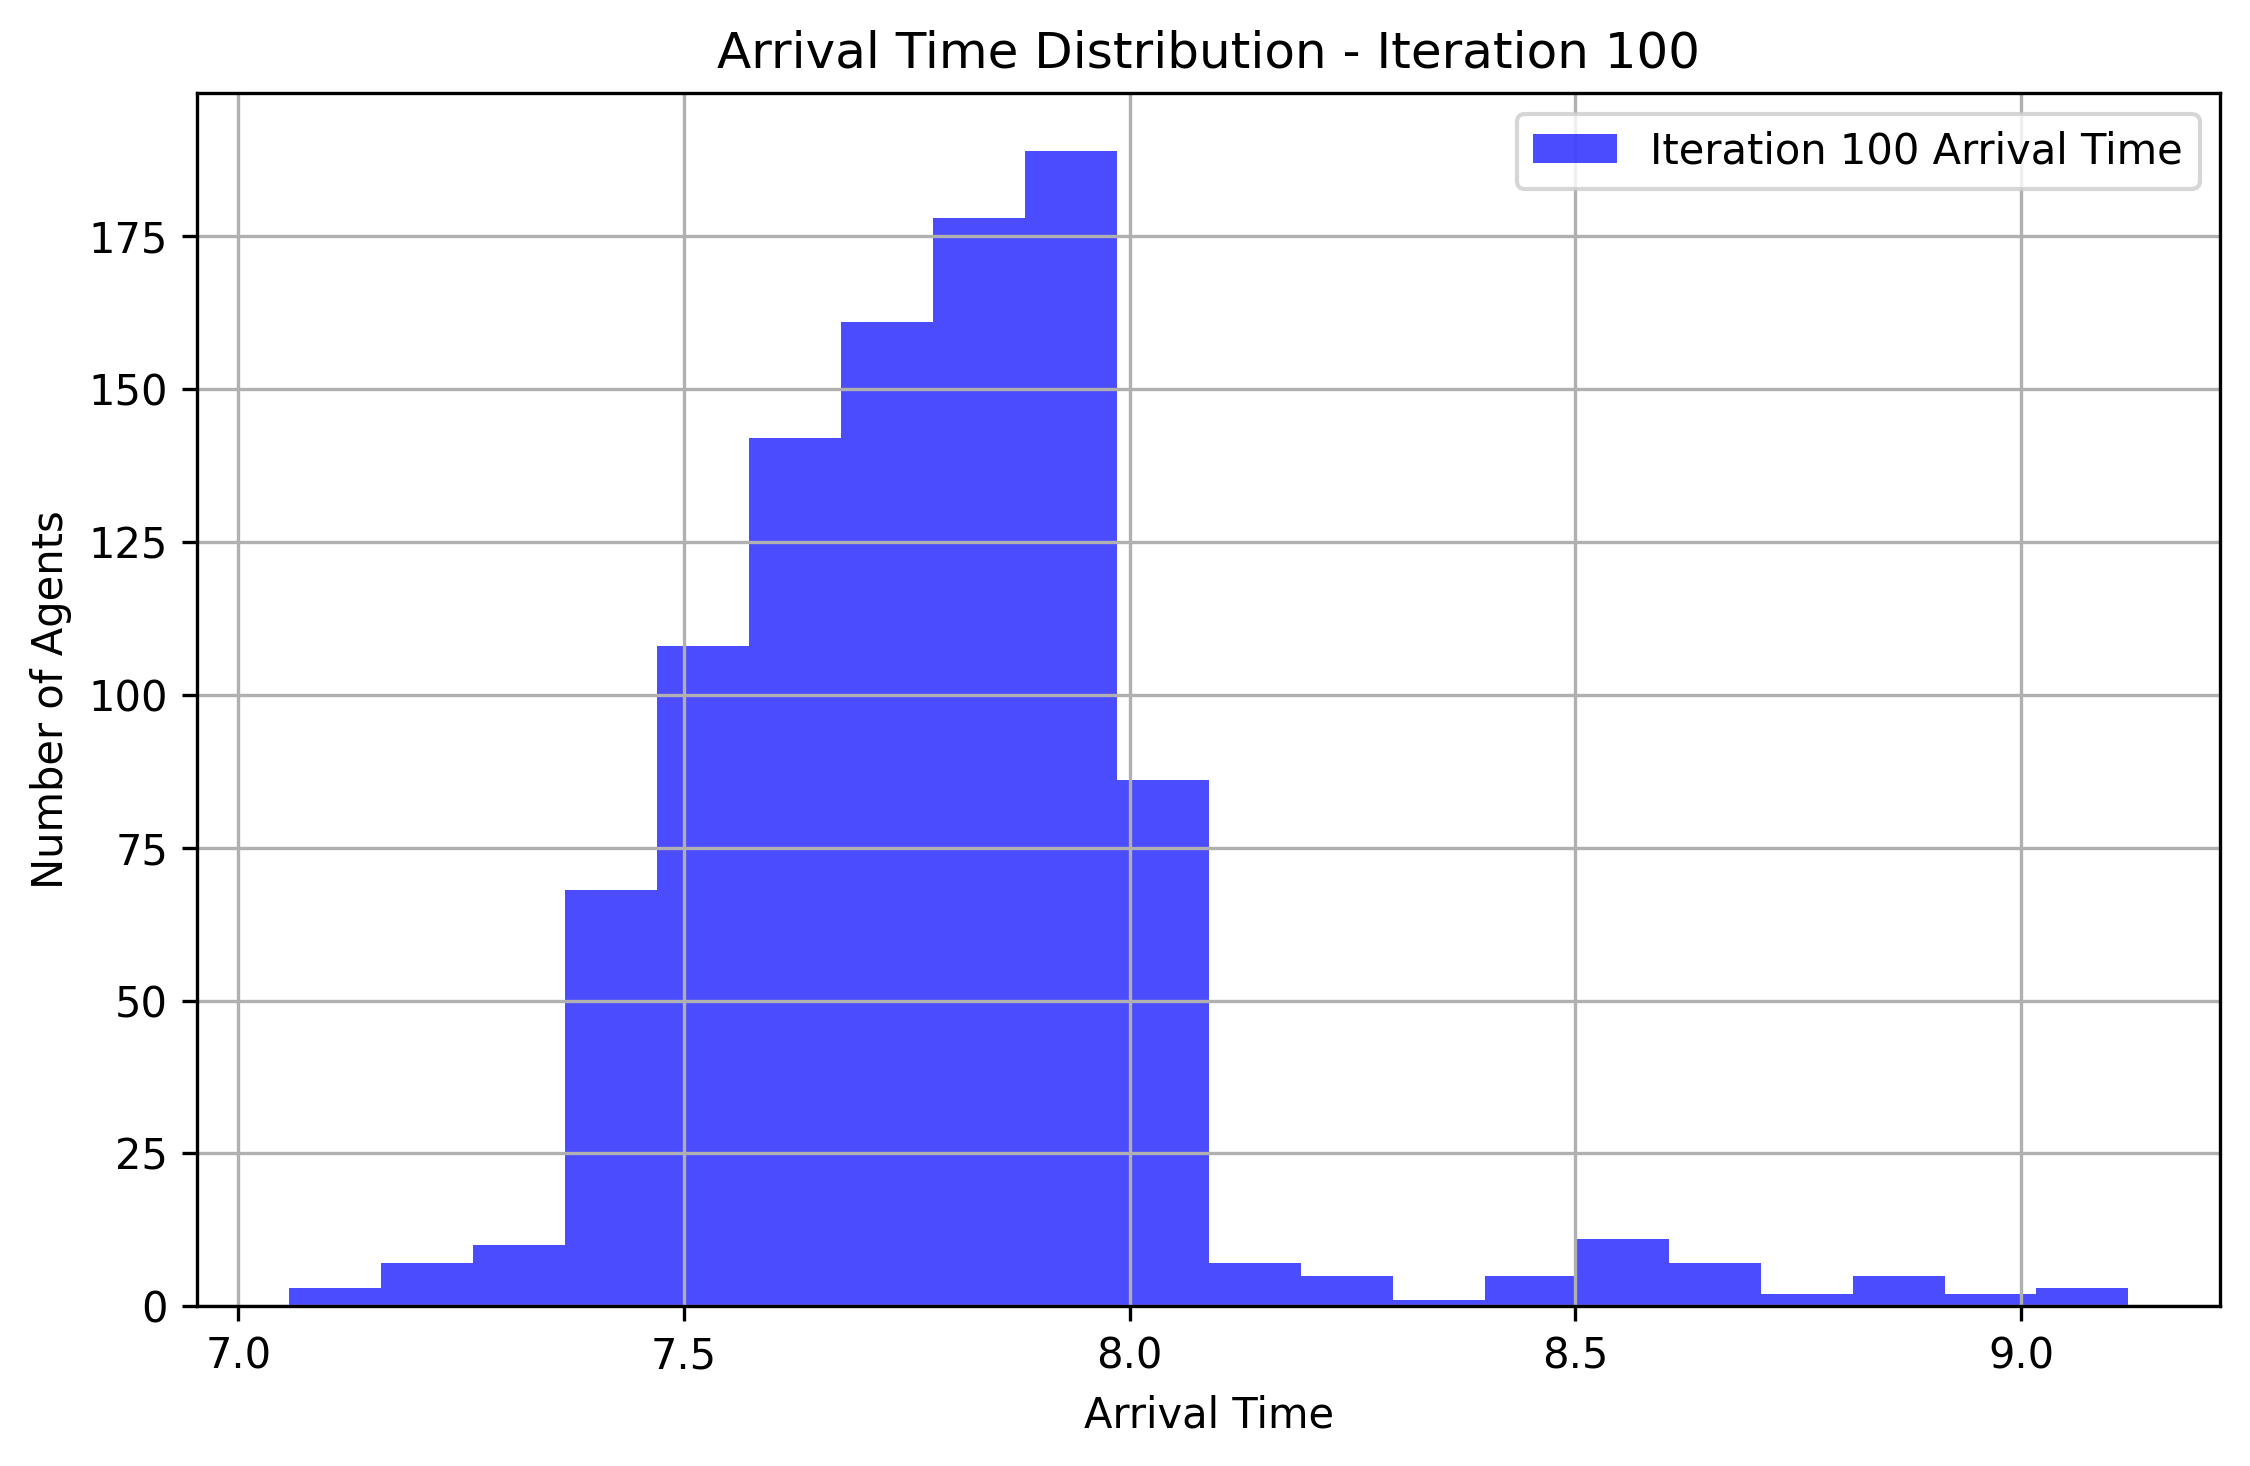 Arrival Time Distribution - Iteration 100
Iteration 100 Arrival Time
Number of Agents
175
150
125
100
75
50
25
0
7.0 7.5 8.0 8.5 9.0
Arrival Time